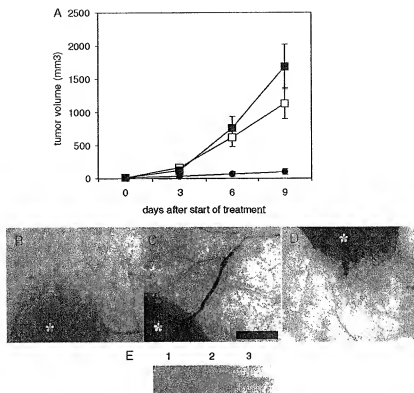 A
2500
2000
1500
1000
500
0
tumor volume (mm3)
0 3 6 9
days after start of treatment
B C D
* * *
E 1 2 3